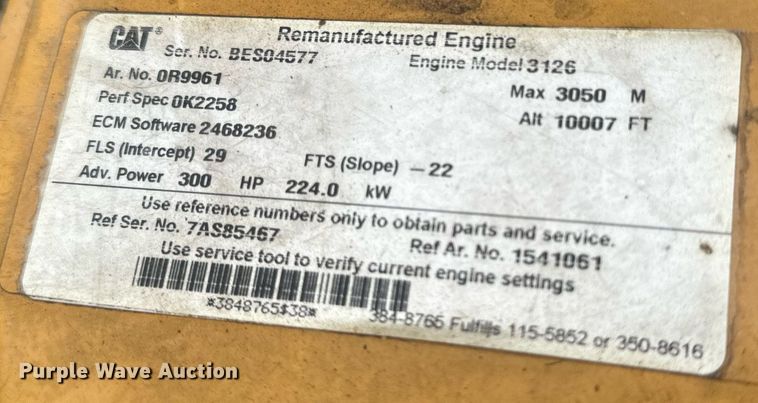 CAT® Remanufactured Engine
Ser. No. BES04577 Engine Model 3126
Ar. No. 0R9961 Max 3050 M
Perf Spec 0K2258 Alt 10007 FT
ECM Software 2468236
FLS (Intercept) 29 FTS (Slope) -22
Adv. Power 300 HP 224.0 kW
Use reference numbers only to obtain parts and service.
Ref Ser. No. 7AS85467 Ref Ar. No. 1541061
Use service tool to verify current engine settings
*3848765$38* 384-8765 Fulfills 115-5852 or 350-8616
Purple Wave Auction